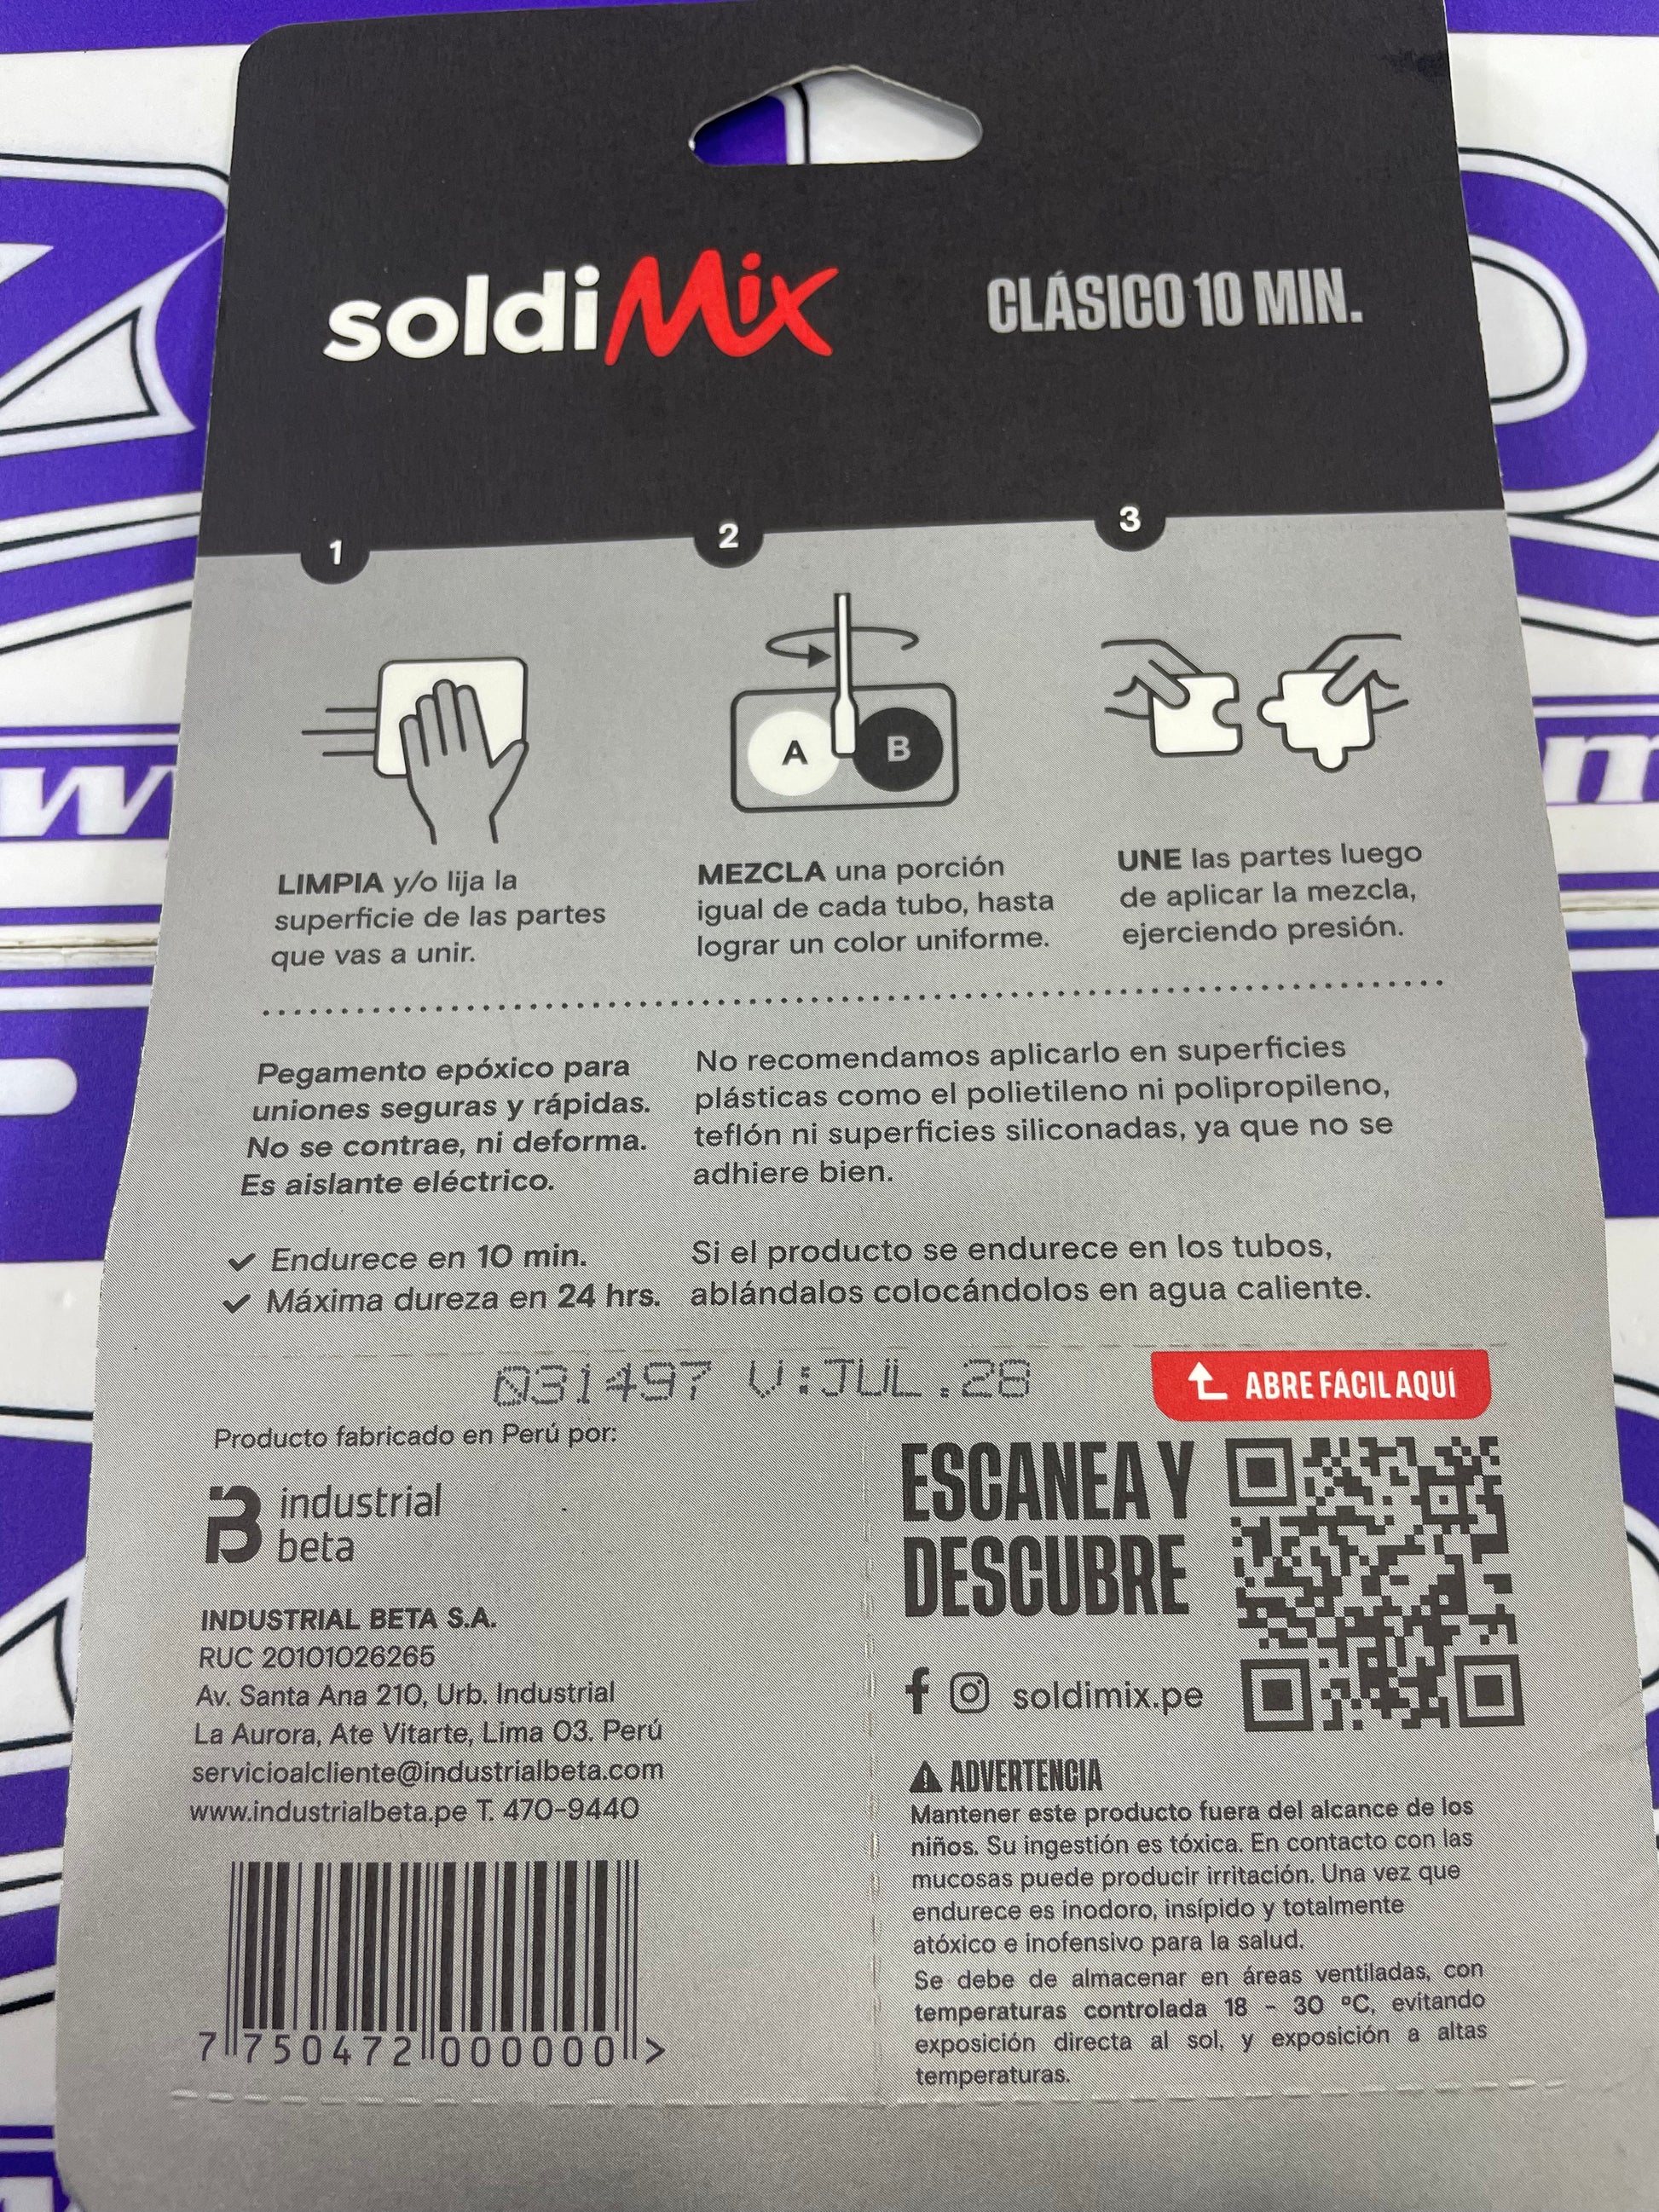 soldiMix
CLÁSICO 10 MIN.
1
2
3
A
B
LIMPIA y/o lija la
superficie de las partes
que vas a unir.
MEZCLA una porción
igual de cada tubo, hasta
lograr un color uniforme.
UNE las partes luego
de aplicar la mezcla,
ejerciendo presión.
Pegamento epóxico para
uniones seguras y rápidas.
No se contrae, ni deforma.
Es aislante eléctrico.
✓ Endurece en 10 min.
✓ Máxima dureza en 24 hrs.
No recomendamos aplicarlo en superficies
plásticas como el polietileno ni polipropileno,
teflón ni superficies siliconadas, ya que no se
adhiere bien.
Si el producto se endurece en los tubos,
ablándalos colocándolos en agua caliente.
031497 V:JUL.28
ABRE FÁCIL AQUÍ
Producto fabricado en Perú por:
industrial
beta
INDUSTRIAL BETA S.A.
RUC 20101026265
Av. Santa Ana 210, Urb. Industrial
La Aurora, Ate Vitarte, Lima 03. Perú
servicioalcliente@industrialbeta.com
www.industrialbeta.pe T. 470-9440
7 750472 000000 >
ESCANEA Y
DESCUBRE
soldimix.pe
ADVERTENCIA
Mantener este producto fuera del alcance de los
niños. Su ingestión es tóxica. En contacto con las
mucosas puede producir irritación. Una vez que
endurece es inodoro, insípido y totalmente
atóxico e inofensivo para la salud.
Se debe de almacenar en áreas ventiladas, con
temperaturas controlada 18 - 30 ºC, evitando
exposición directa al sol, y exposición a altas
temperaturas.